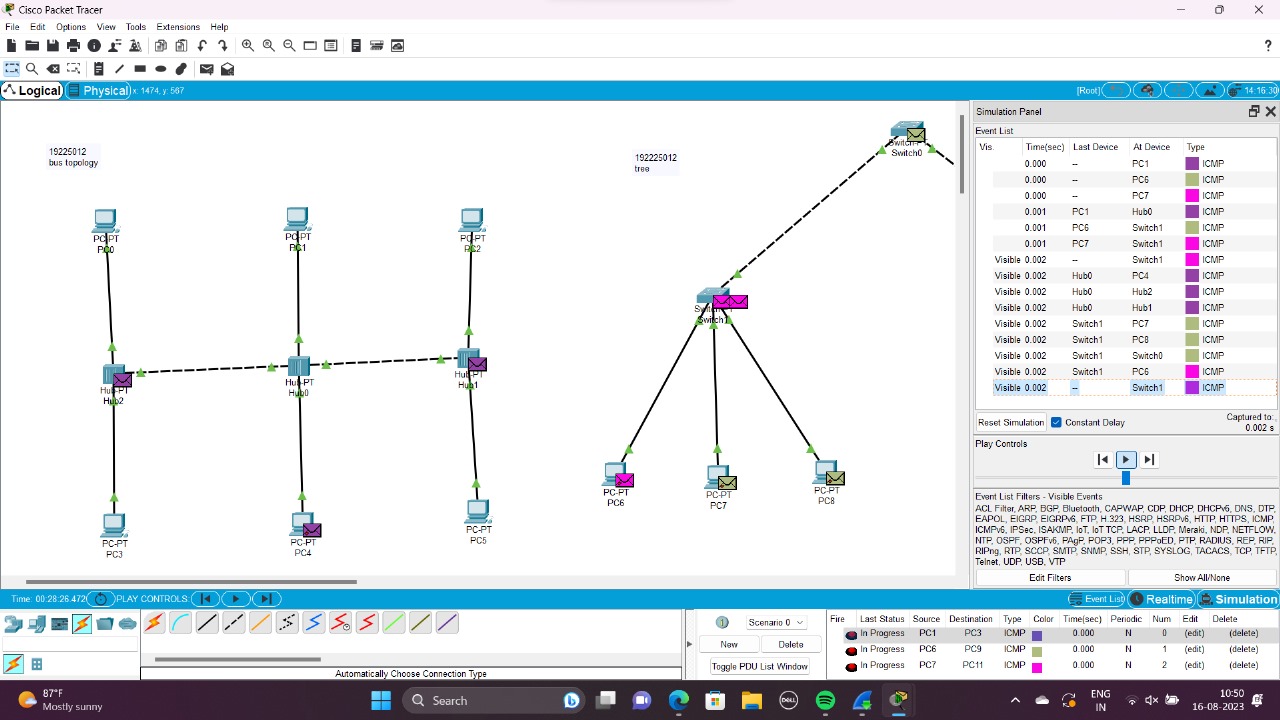 Cisco Packet Tracer
File Edit Options View Tools Extensions Help
Logical Physical x: 1474, y: 567 [Root] 14:16:30
19225012
bus topology
192225012
tree
Switch0
PC-PT
PC0
PC-PT
PC1
PC-PT
PC2
Switch1
Hub-PT
Hub2
Hub-PT
Hub0
Hub-PT
Hub1
PC-PT
PC3
PC-PT
PC4
PC-PT
PC5
PC-PT
PC6
PC-PT
PC7
PC-PT
PC8
Simulation Panel
Event List
Vis. Time(sec) Last Device At Device Type
0.000 -- PC1 ICMP
0.000 -- PC6 ICMP
0.000 -- PC7 ICMP
0.001 PC1 Hub0 ICMP
0.001 PC6 Switch1 ICMP
0.001 PC7 Switch1 ICMP
Visible 0.002 -- Switch1 ICMP
Visible 0.002 Hub0 PC4 ICMP
Visible 0.002 Hub0 Hub2 ICMP
Visible 0.002 Hub0 Hub1 ICMP
Visible 0.002 Switch1 PC7 ICMP
Visible 0.002 Switch1 PC8 ICMP
Visible 0.002 Switch1 Switch0 ICMP
Visible 0.002 Switch1 PC6 ICMP
Visible 0.002 -- Switch1 ICMP
Reset Simulation Constant Delay Captured to:
0.002 s
Play Controls
Event List Filters - Visible Events
ACL Filter, ARP, BGP, Bluetooth, CAPWAP, CDP, DHCP, DHCPv6, DNS, DTP,
EAPOL, EIGRP, EIGRPv6, FTP, H.323, HSRP, HSRPv6, HTTP, HTTPS, ICMP,
ICMPv6, IPSec, ISAKMP, IoT, IoT TCP, LACP, LLDP, Meraki, NDP, NETFLOW,
NTP, OSPF, OSPFv6, PAgP, POP3, PPP, PPPoED, PTP, RADIUS, REP, RIP,
RIPng, RTP, SCCP, SMTP, SNMP, SSH, STP, SYSLOG, TACACS, TCP, TFTP,
Telnet, UDP, USB, VTP
Edit Filters Show All/None
Time: 00:28:26.472 PLAY CONTROLS: Event List Realtime Simulation
Scenario 0
New Delete
Toggle PDU List Window
Automatically Choose Connection Type
Fire Last Status Source Destination Type Color Time(sec) Periodic Num Edit Delete
In Progress PC1 PC3 ICMP 0.000 N 0 (edit) (delete)
In Progress PC6 PC9 ICMP 0.000 N 1 (edit) (delete)
In Progress PC7 PC11 ICMP 0.000 N 2 (edit) (delete)
87°F
Mostly sunny
Search
DELL
ENG
IN
10:50
16-08-2023